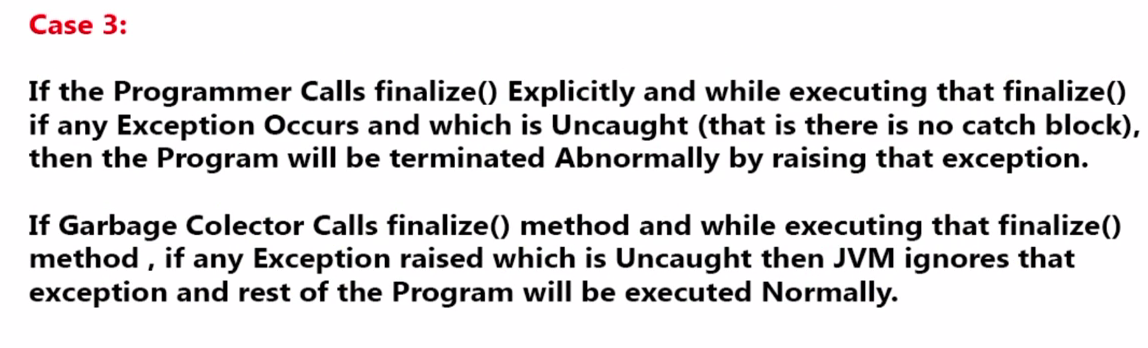 Case 3:
If the Programmer Calls finalize() Explicitly and while executing that finalize()
if any Exception Occurs and which is Uncaught (that is there is no catch block),
then the Program will be terminated Abnormally by raising that exception.
If Garbage Colector Calls finalize() method and while executing that finalize()
method , if any Exception raised which is Uncaught then JVM ignores that
exception and rest of the Program will be executed Normally.